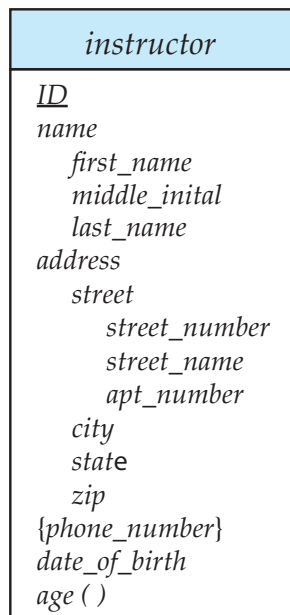 instructor
ID
name
first_name
middle_inital
last_name
address
street
street_number
street_name
apt_number
city
state
zip
{phone_number}
date_of_birth
age ( )